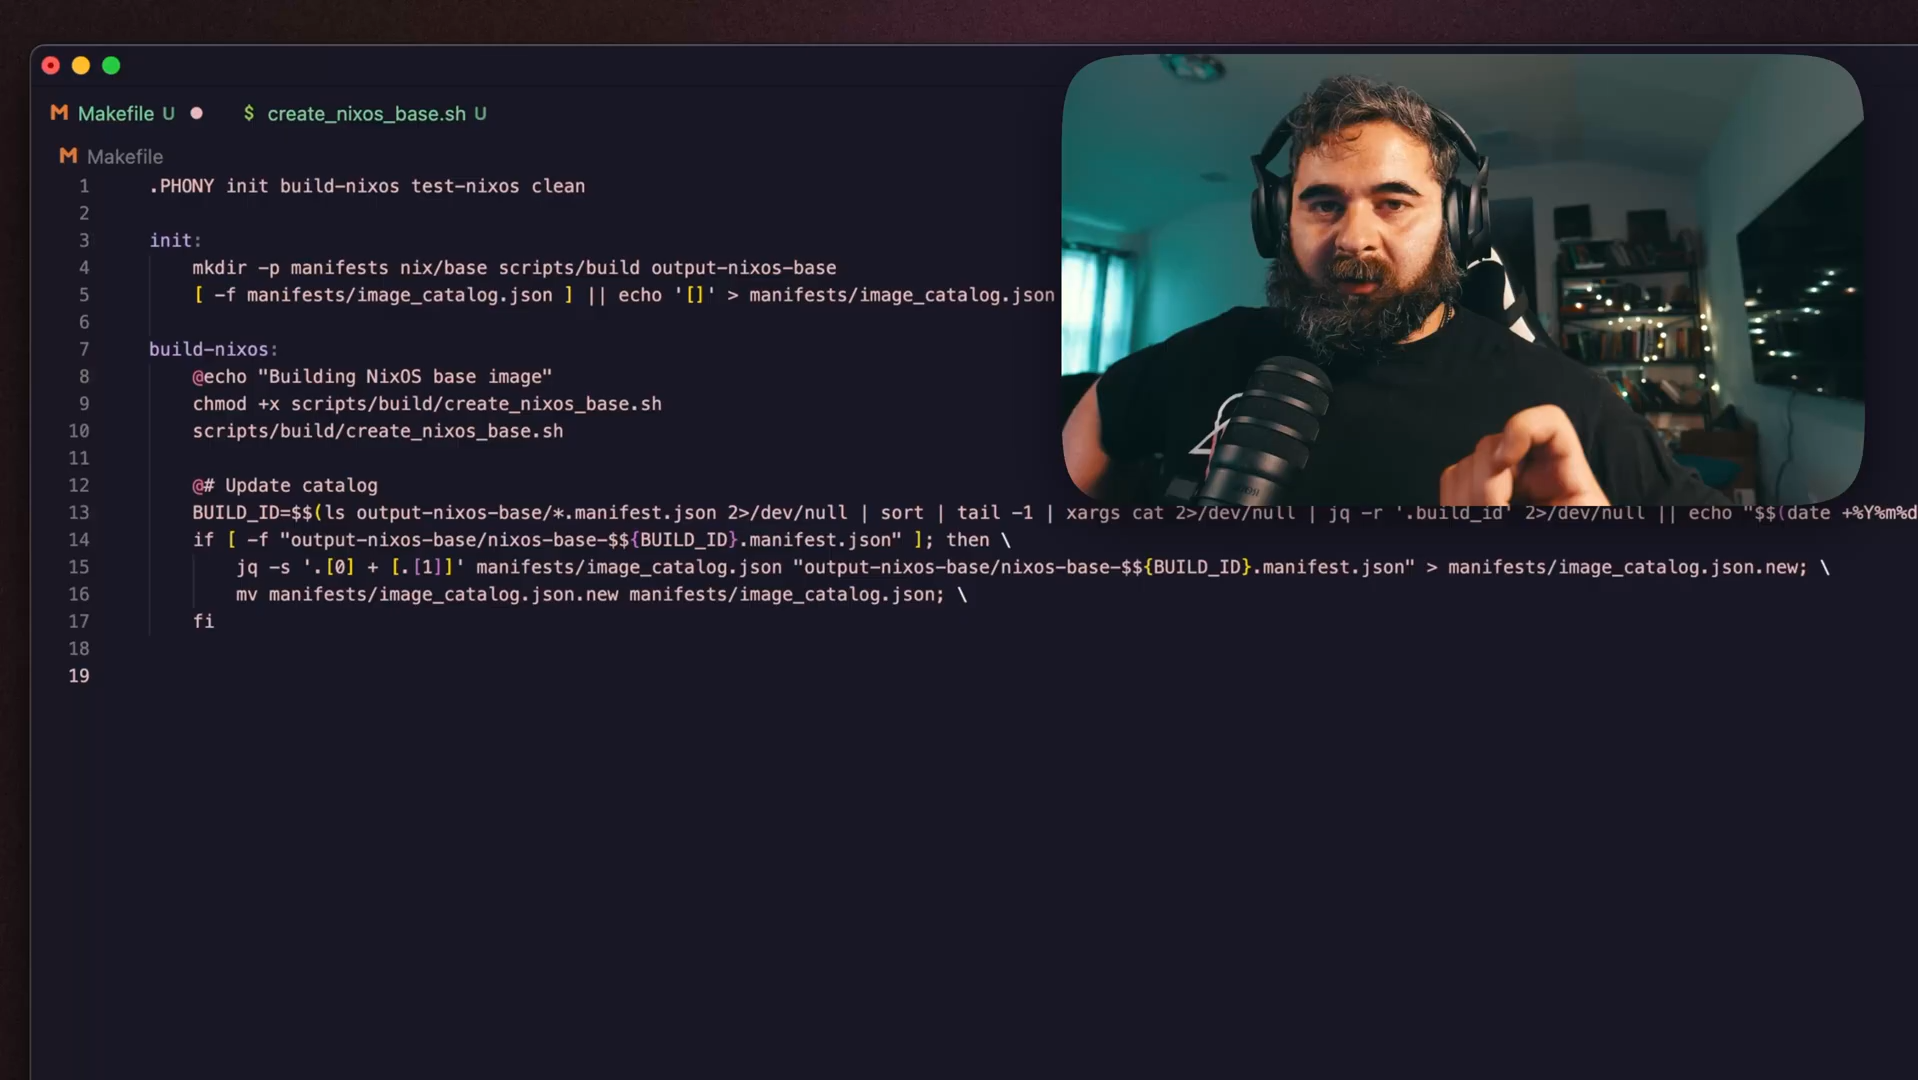 Makefile U $ create_nixos_base.sh U
Makefile
1 .PHONY init build-nixos test-nixos clean
2
3 init:
4 mkdir -p manifests nix/base scripts/build output-nixos-base
5 [ -f manifests/image_catalog.json ] || echo '[]' > manifests/image_catalog.json
6
7 build-nixos:
8 @echo "Building NixOS base image"
9 chmod +x scripts/build/create_nixos_base.sh
10 scripts/build/create_nixos_base.sh
11
12 @# Update catalog
13 BUILD_ID=$$(ls output-nixos-base/*.manifest.json 2>/dev/null | sort | tail -1 | xargs cat 2>/dev/null | jq -r '.build_id' 2>/dev/null || echo "$$(date +%Y%m%d
14 if [ -f "output-nixos-base/nixos-base-$${BUILD_ID}.manifest.json" ]; then \
15 jq -s '.[0] + [.[1]]' manifests/image_catalog.json "output-nixos-base/nixos-base-$${BUILD_ID}.manifest.json" > manifests/image_catalog.json.new; \
16 mv manifests/image_catalog.json.new manifests/image_catalog.json; \
17 fi
18
19